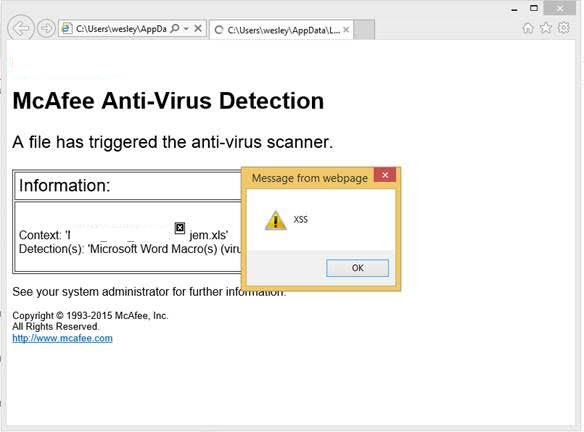 C:\Users\wesley\AppDa
C:\Users\wesley\AppData\L...
McAfee Anti-Virus Detection
A file has triggered the anti-virus scanner.
Information:
Message from webpage
XSS
OK
Context: ' jem.xls'
Detection(s): 'Microsoft Word Macro(s) (viru
See your system administrator for further information.
Copyright © 1993-2015 McAfee, Inc.
All Rights Reserved.
http://www.mcafee.com